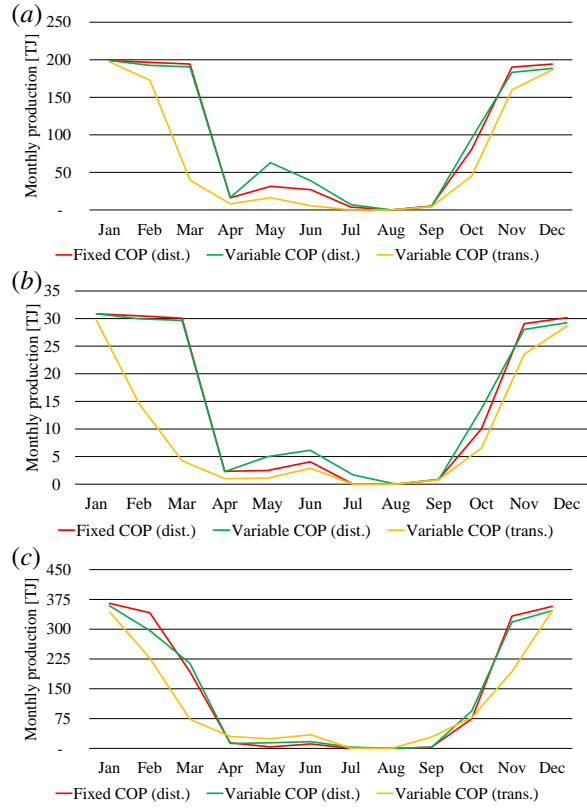 (a)
Monthly production [TJ]
250
200
150
100
50
-
Jan Feb Mar Apr May Jun Jul Aug Sep Oct Nov Dec
Fixed COP (dist.) Variable COP (dist.) Variable COP (trans.)
(b)
Monthly production [TJ]
35
30
25
20
15
10
5
0
Jan Feb Mar Apr May Jun Jul Aug Sep Oct Nov Dec
Fixed COP (dist.) Variable COP (dist.) Variable COP (trans.)
(c)
Monthly production [TJ]
450
375
300
225
150
75
-
Jan Feb Mar Apr May Jun Jul Aug Sep Oct Nov Dec
Fixed COP (dist.) Variable COP (dist.) Variable COP (trans.)